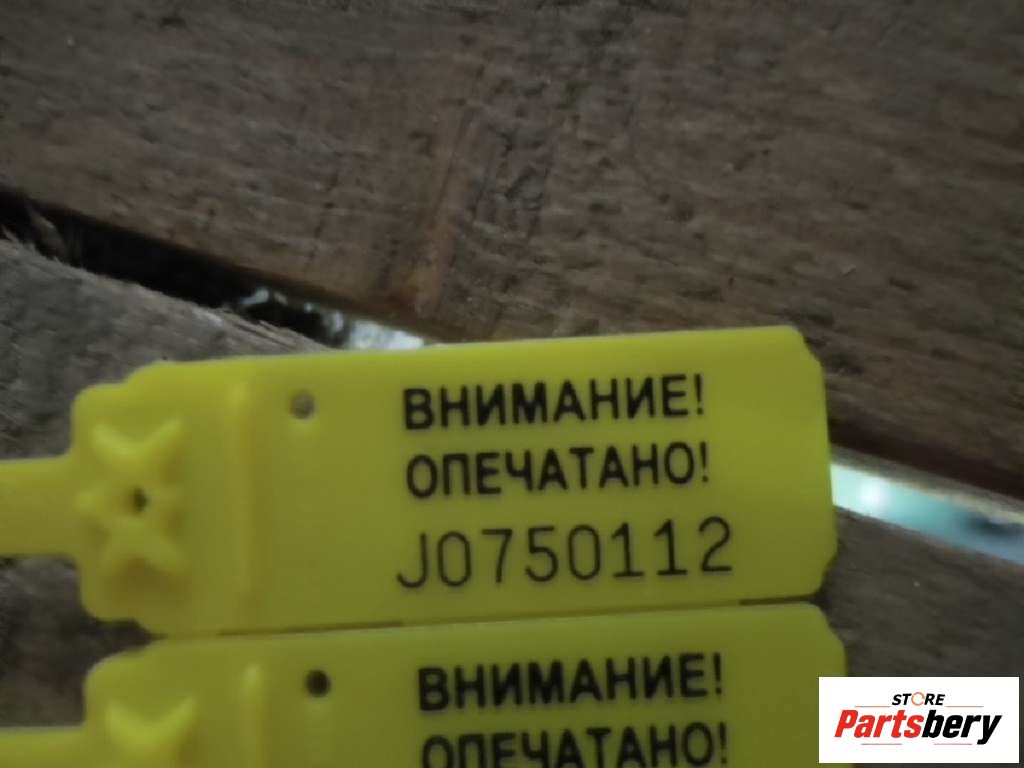 ВНИМАНИЕ!
ОПЕЧАТАНО!
J0750112
ВНИМАНИЕ!
ОПЕЧАТАНО!
STORE
Partsbery